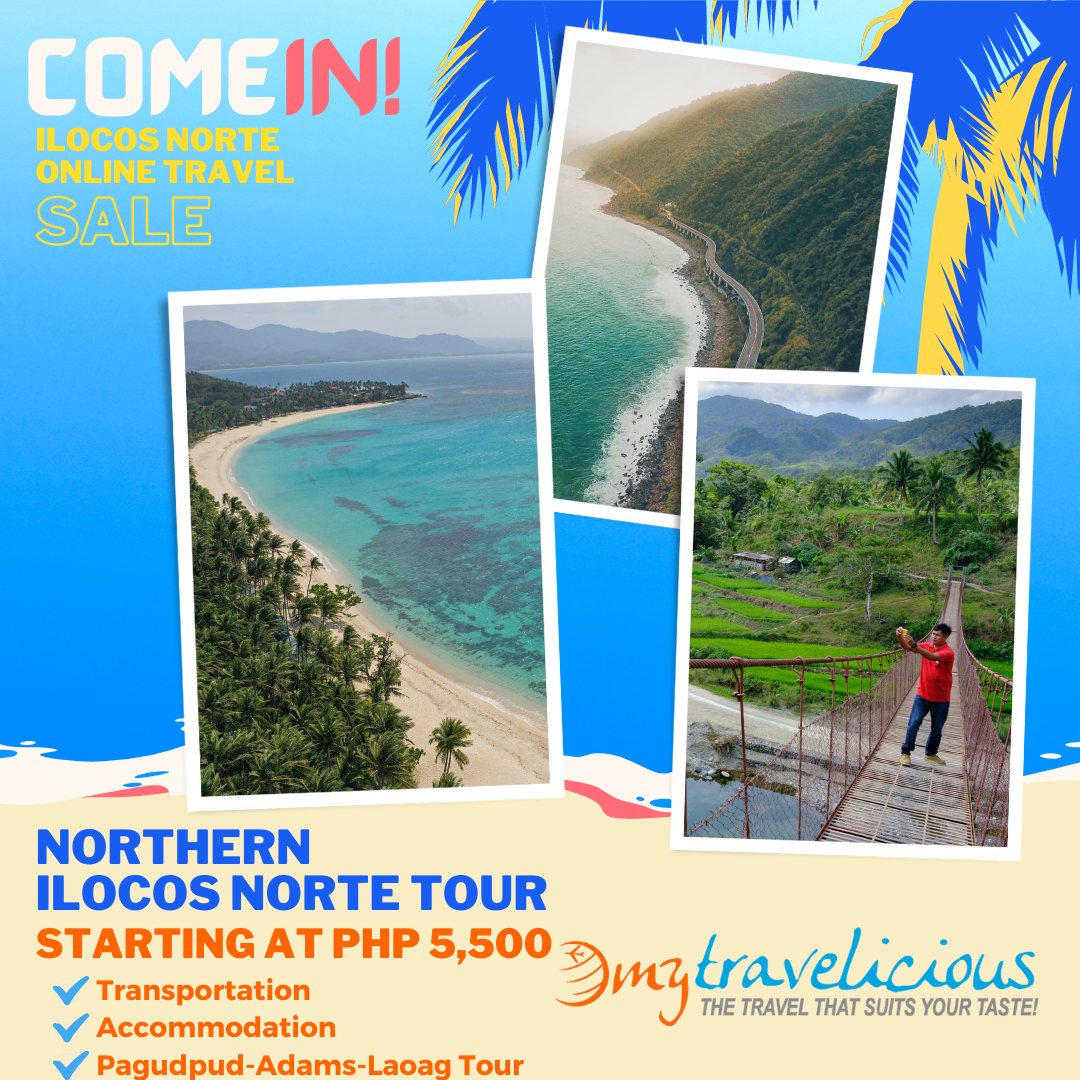 COMEIN!
ILOCOS NORTE
ONLINE TRAVEL
SALE
NORTHERN
ILOCOS NORTE TOUR
STARTING AT PHP 5,500
Transportation
Accommodation
Pagudpud-Adams-Laoag Tour
mytravelicious
THE TRAVEL THAT SUITS YOUR TASTE!